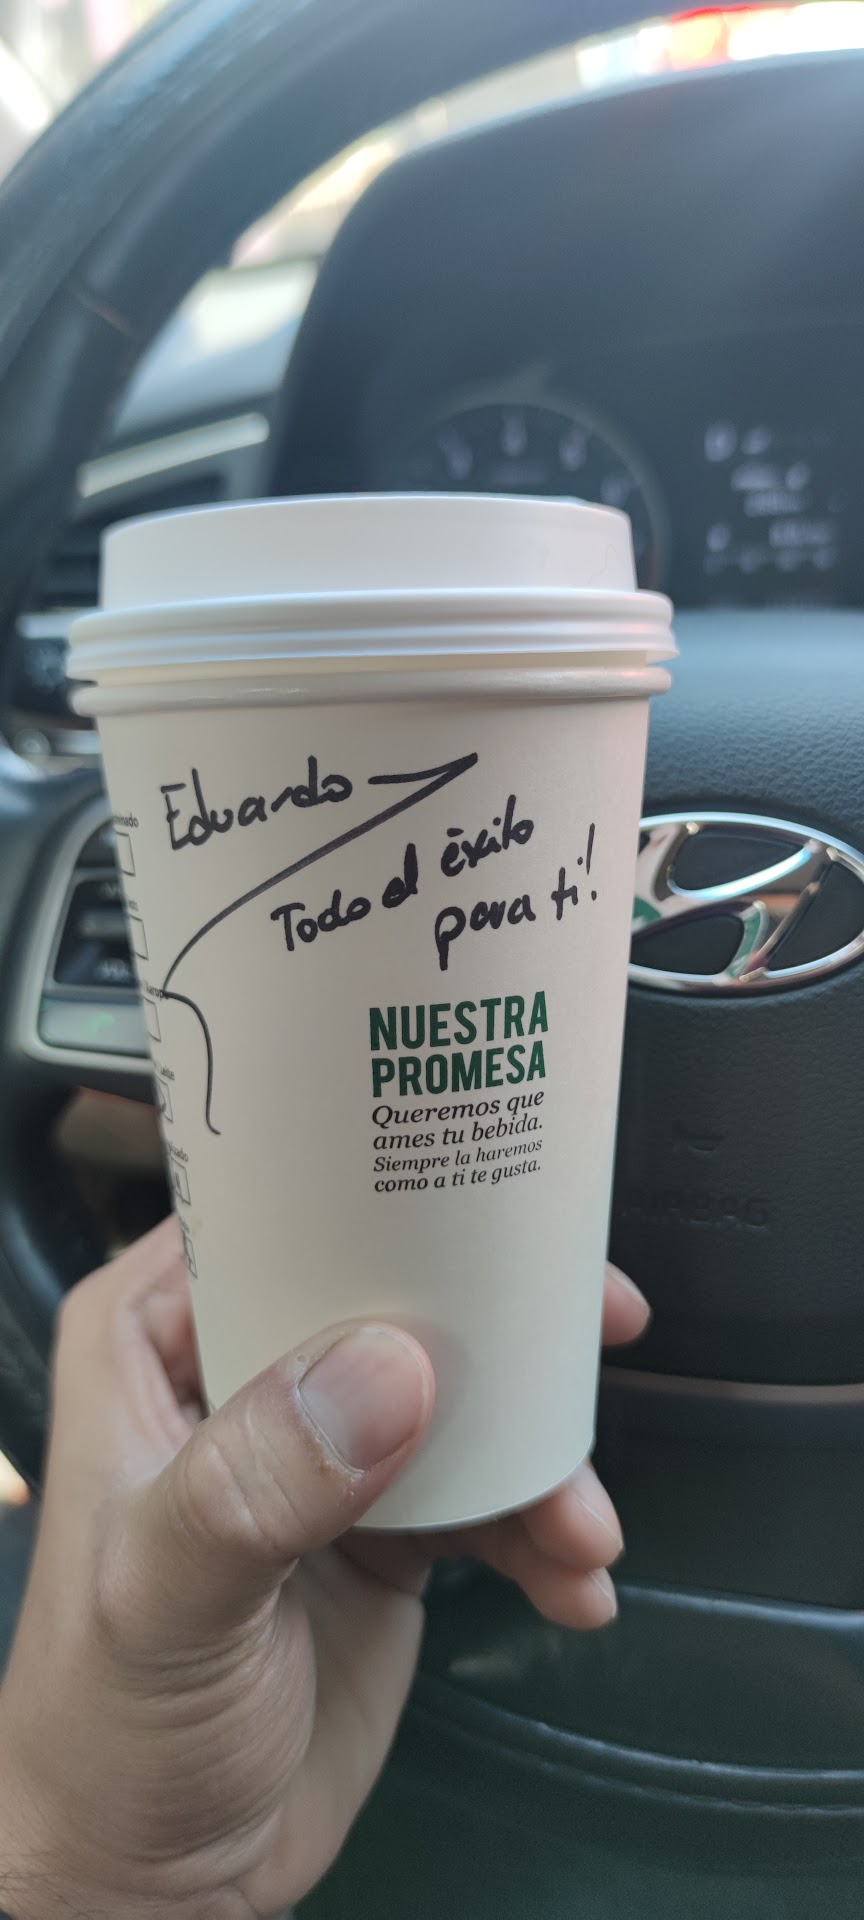 Eduardo
Todo el éxito
para ti!
NUESTRA
PROMESA
Queremos que
ames tu bebida.
Siempre la haremos
como a ti te gusta.
AIRBAG